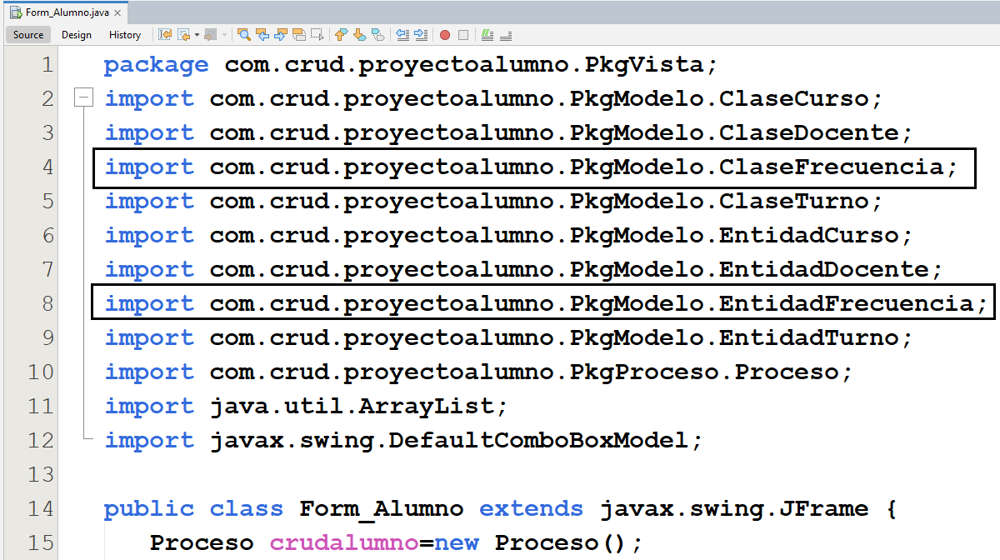 Form_Alumno.java
Source Design History
1 package com.crud.proyectoalumno.PkgVista;
2 import com.crud.proyectoalumno.PkgModelo.ClaseCurso;
3 import com.crud.proyectoalumno.PkgModelo.ClaseDocente;
4 import com.crud.proyectoalumno.PkgModelo.ClaseFrecuencia;
5 import com.crud.proyectoalumno.PkgModelo.ClaseTurno;
6 import com.crud.proyectoalumno.PkgModelo.EntidadCurso;
7 import com.crud.proyectoalumno.PkgModelo.EntidadDocente;
8 import com.crud.proyectoalumno.PkgModelo.EntidadFrecuencia;
9 import com.crud.proyectoalumno.PkgModelo.EntidadTurno;
10 import com.crud.proyectoalumno.PkgProceso.Proceso;
11 import java.util.ArrayList;
12 import javax.swing.DefaultComboBoxModel;
13
14 public class Form_Alumno extends javax.swing.JFrame {
15 Proceso crudalumno=new Proceso();